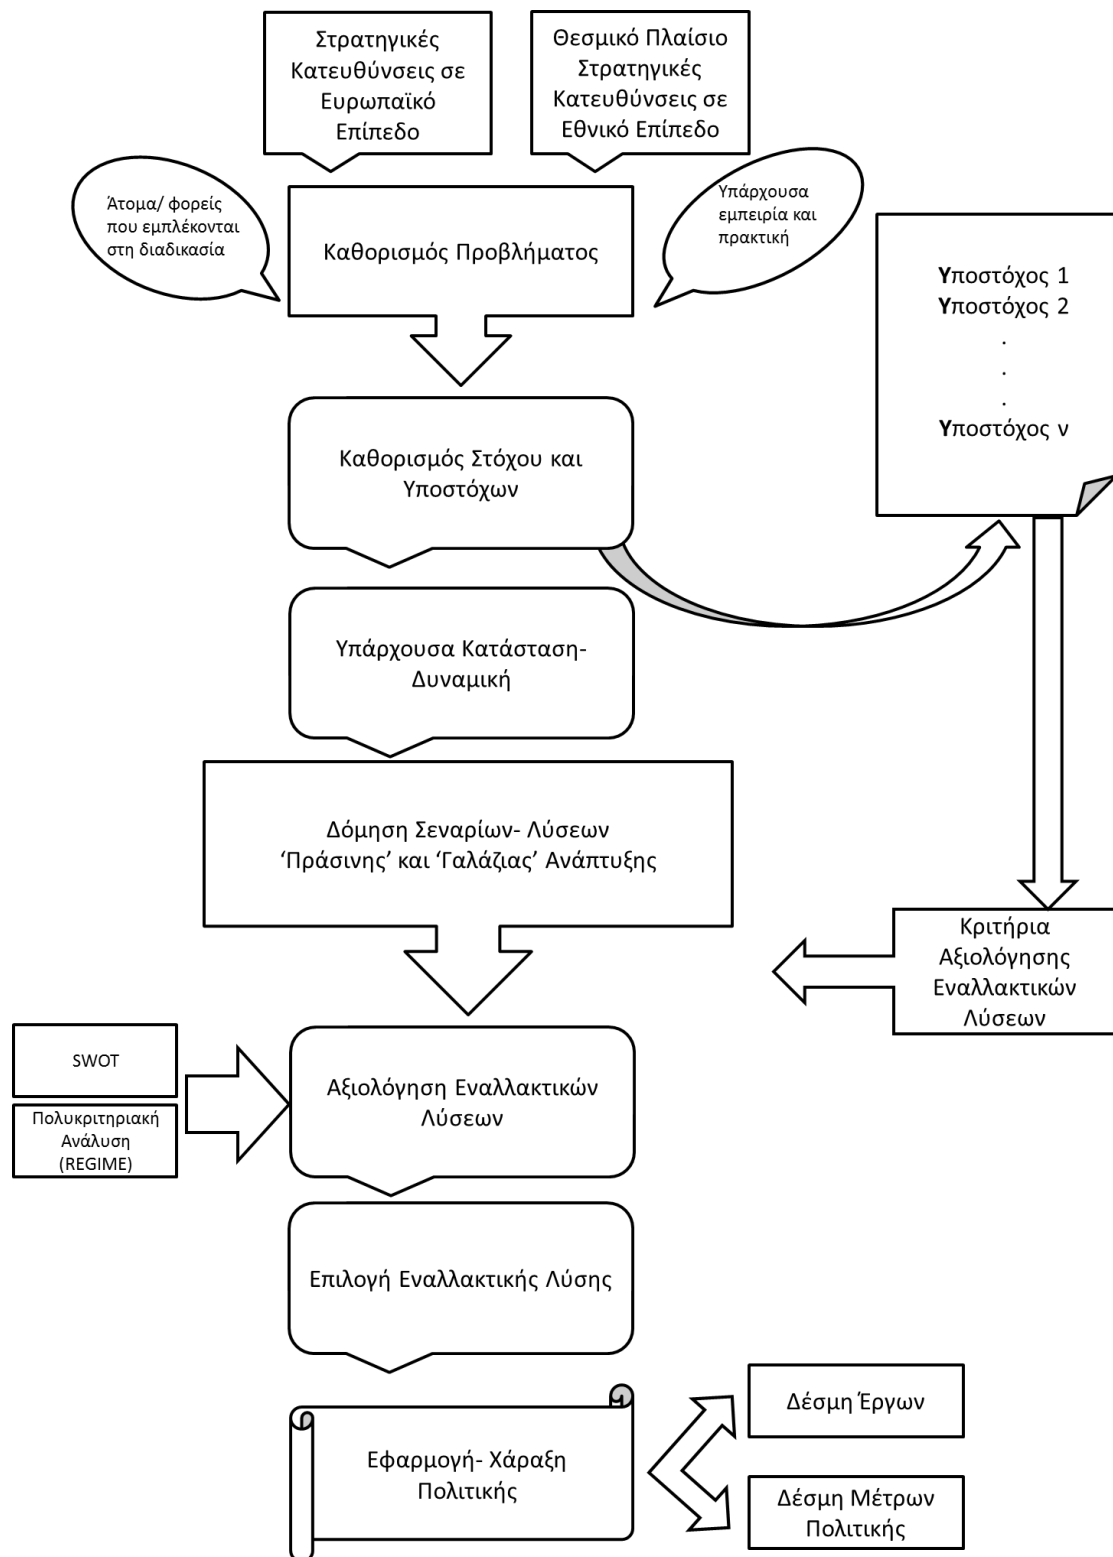 Στρατηγικές
Κατευθύνσεις σε
Ευρωπαϊκό
Επίπεδο
Θεσμικό Πλαίσιο
Στρατηγικές
Κατευθύνσεις σε
Εθνικό Επίπεδο
Άτομα/ φορείς
που εμπλέκονται
στη διαδικασία
Καθορισμός Προβλήματος
Υπάρχουσα
εμπειρία και
πρακτική
Υποστόχος 1
Υποστόχος 2
.
.
.
Υποστόχος ν
Καθορισμός Στόχου και
Υποστόχων
Υπάρχουσα Κατάσταση-
Δυναμική
Δόμηση Σεναρίων- Λύσεων
‘Πράσινης’ και ‘Γαλάζιας’ Ανάπτυξης
Κριτήρια
Αξιολόγησης
Εναλλακτικών
Λύσεων
SWOT
Πολυκριτηριακή
Ανάλυση
(REGIME)
Αξιολόγηση Εναλλακτικών
Λύσεων
Επιλογή Εναλλακτικής Λύσης
Εφαρμογή- Χάραξη
Πολιτικής
Δέσμη Έργων
Δέσμη Μέτρων
Πολιτικής